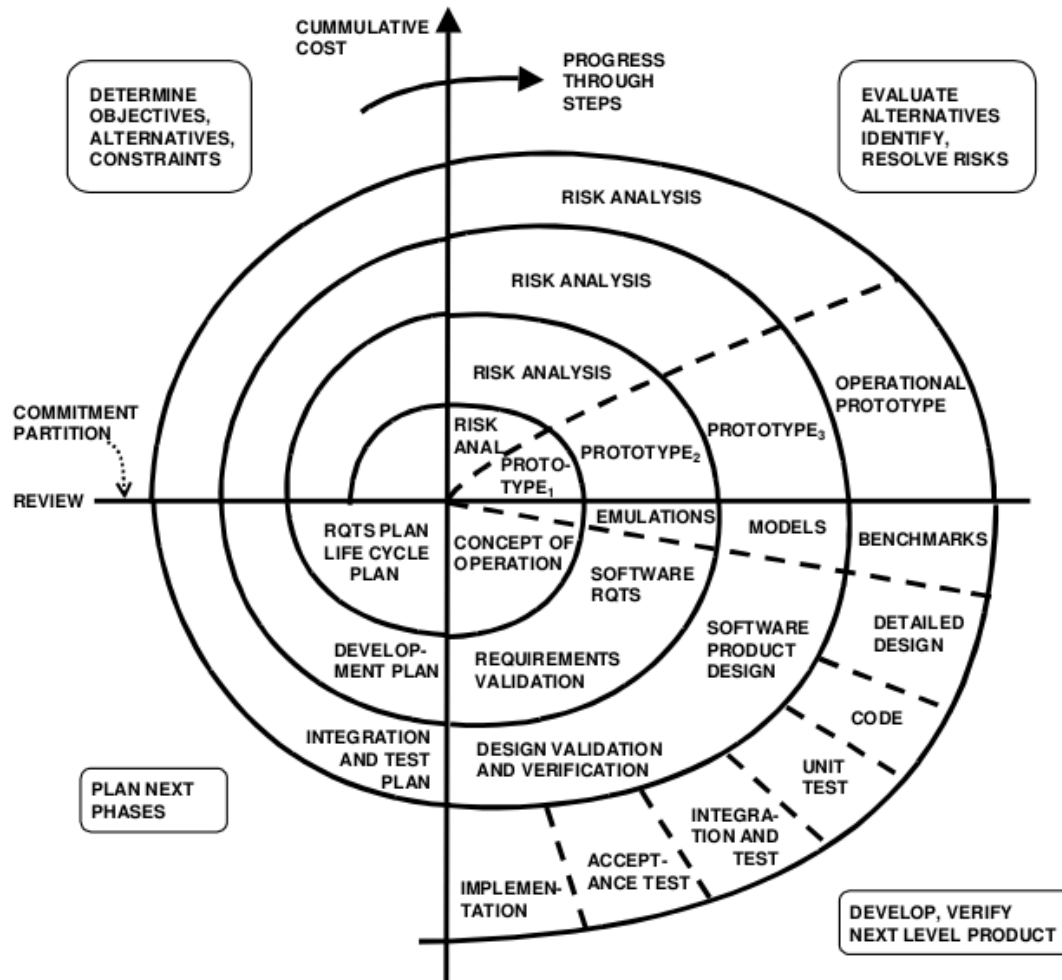 CUMMULATIVE
COST
PROGRESS
THROUGH
STEPS
DETERMINE
OBJECTIVES,
ALTERNATIVES,
CONSTRAINTS
EVALUATE
ALTERNATIVES
IDENTIFY,
RESOLVE RISKS
RISK ANALYSIS
RISK ANALYSIS
RISK ANALYSIS
RISK
ANAL
OPERATIONAL
PROTOTYPE
PROTOTYPE₃
PROTOTYPE₂
PROTO-
TYPE₁
COMMITMENT
PARTITION
REVIEW
EMULATIONS
MODELS
BENCHMARKS
RQTS PLAN
LIFE CYCLE
PLAN
CONCEPT OF
OPERATION
SOFTWARE
RQTS
SOFTWARE
PRODUCT
DESIGN
DETAILED
DESIGN
DEVELOP-
MENT PLAN
REQUIREMENTS
VALIDATION
CODE
INTEGRATION
AND TEST
PLAN
DESIGN VALIDATION
AND VERIFICATION
UNIT
TEST
PLAN NEXT
PHASES
INTEGRA-
TION AND
TEST
ACCEPT-
ANCE TEST
IMPLEMEN-
TATION
DEVELOP, VERIFY
NEXT LEVEL PRODUCT